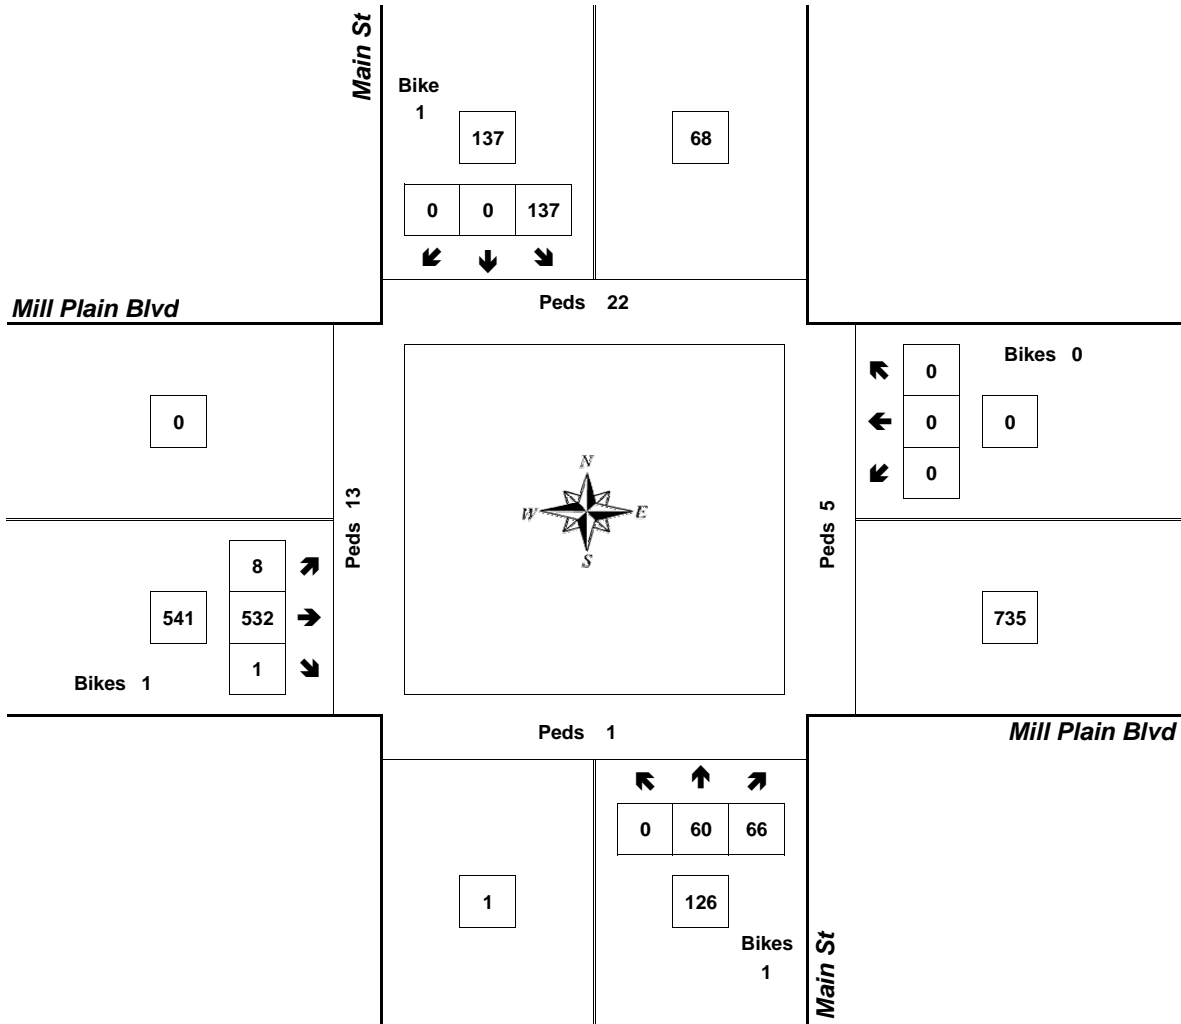 Main St
Bike
1
137
68
0 0 137
Peds 22
Mill Plain Blvd
0
Bikes 0
0
0
0
0
N
W E
S
Peds 13
Peds 5
8
541 532
1
Bikes 1
735
Peds 1
Mill Plain Blvd
0 60 66
1
126
Bikes
1
Main St